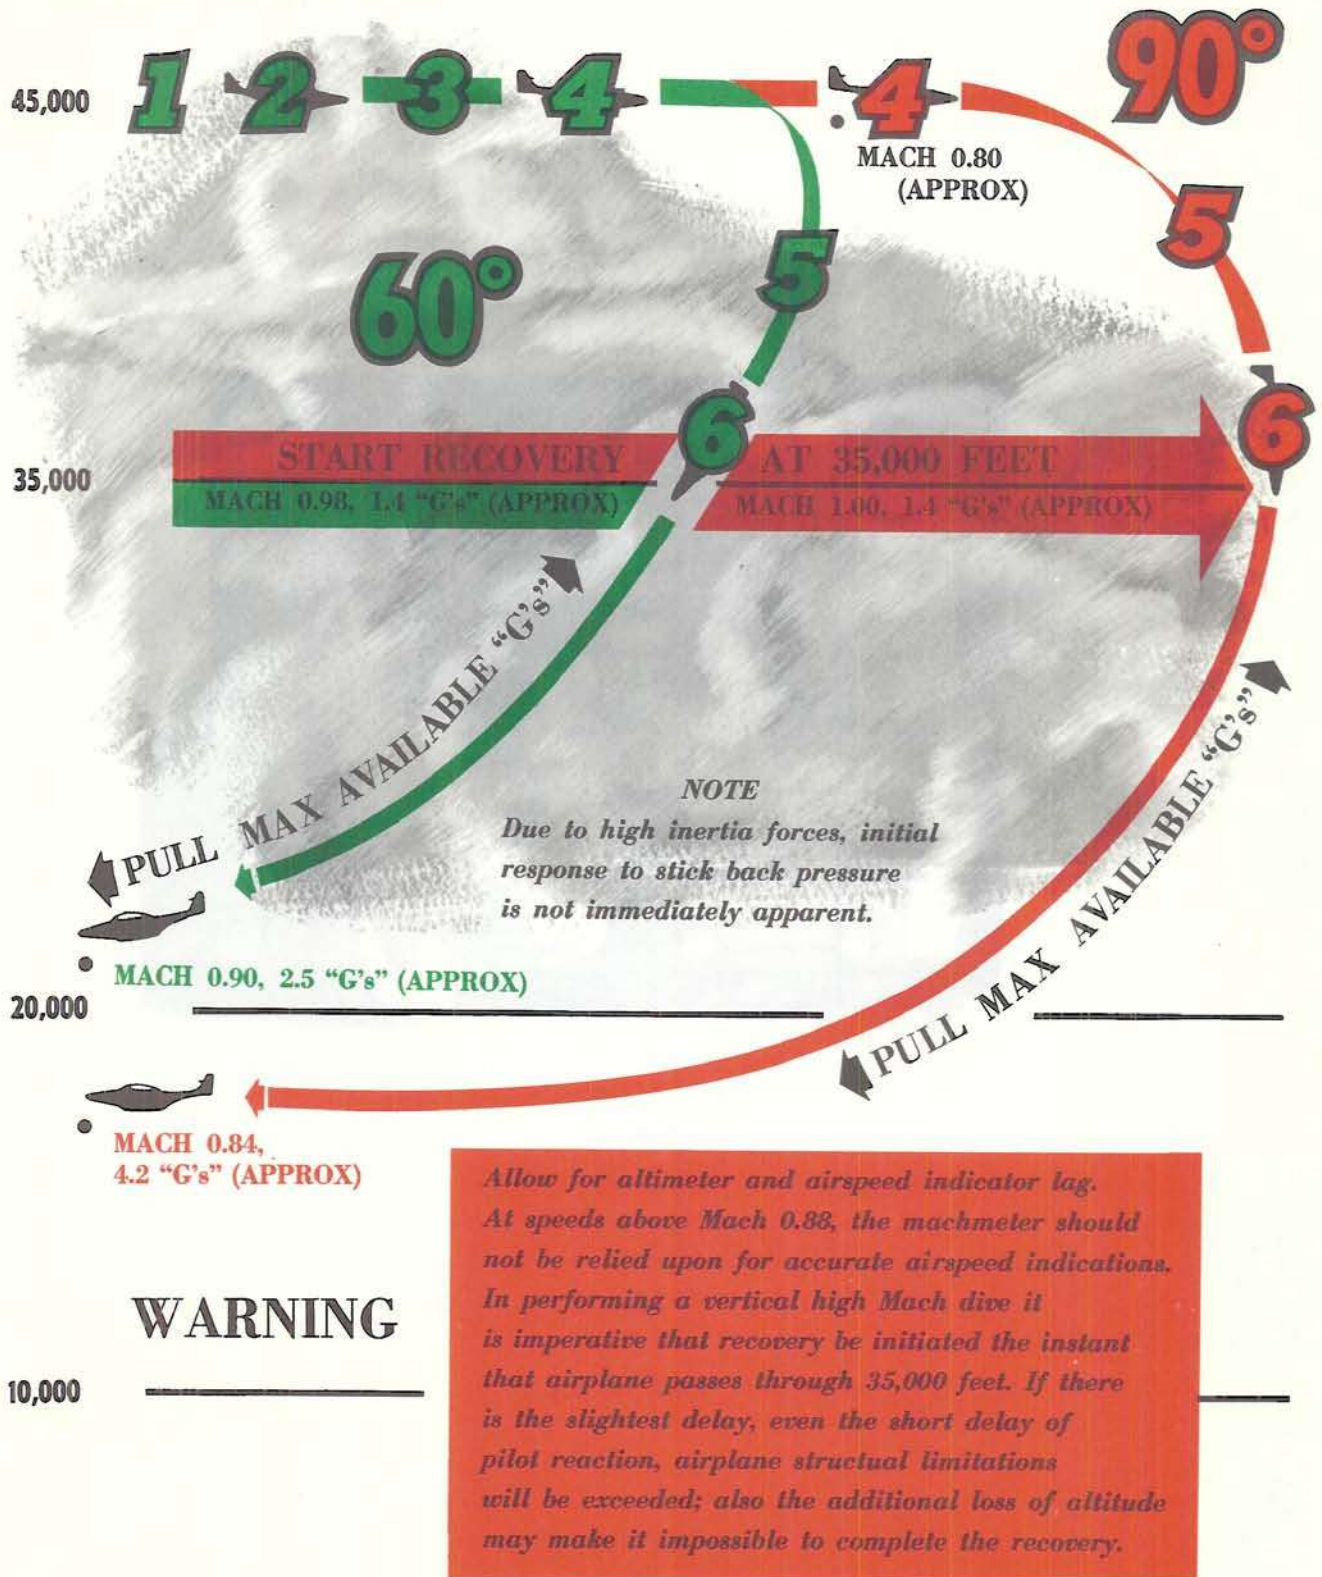 45,000
1 2 3 4 4
90°
MACH 0.80
(APPROX)
5
60°
5
6
6
START RECOVERY AT 35,000 FEET
35,000
MACH 0.98, 1.4 “G’s” (APPROX)
MACH 1.00, 1.4 “G’s” (APPROX)
PULL MAX AVAILABLE “G’s”
PULL MAX AVAILABLE “G’s”
NOTE
Due to high inertia forces, initial
response to stick back pressure
is not immediately apparent.
MACH 0.90, 2.5 “G’s” (APPROX)
20,000
MACH 0.84,
4.2 “G’s” (APPROX)
WARNING
10,000
Allow for altimeter and airspeed indicator lag.
At speeds above Mach 0.88, the machmeter should
not be relied upon for accurate airspeed indications.
In performing a vertical high Mach dive it
is imperative that recovery be initiated the instant
that airplane passes through 35,000 feet. If there
is the slightest delay, even the short delay of
pilot reaction, airplane structual limitations
will be exceeded; also the additional loss of altitude
may make it impossible to complete the recovery.